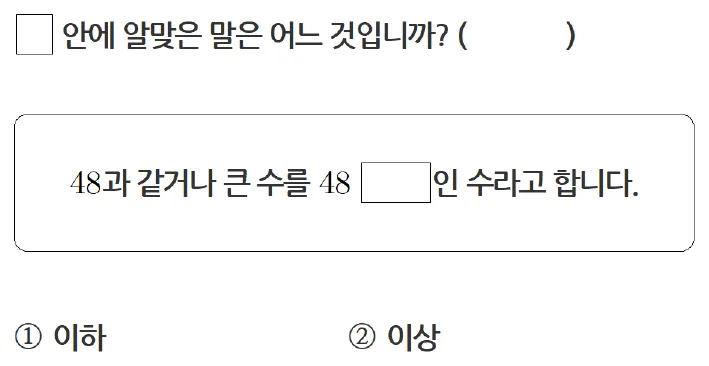 □ 안에 알맞은 말은 어느 것입니까? (          )
48과 같거나 큰 수를 48 □인 수라고 합니다.
① 이하 ② 이상